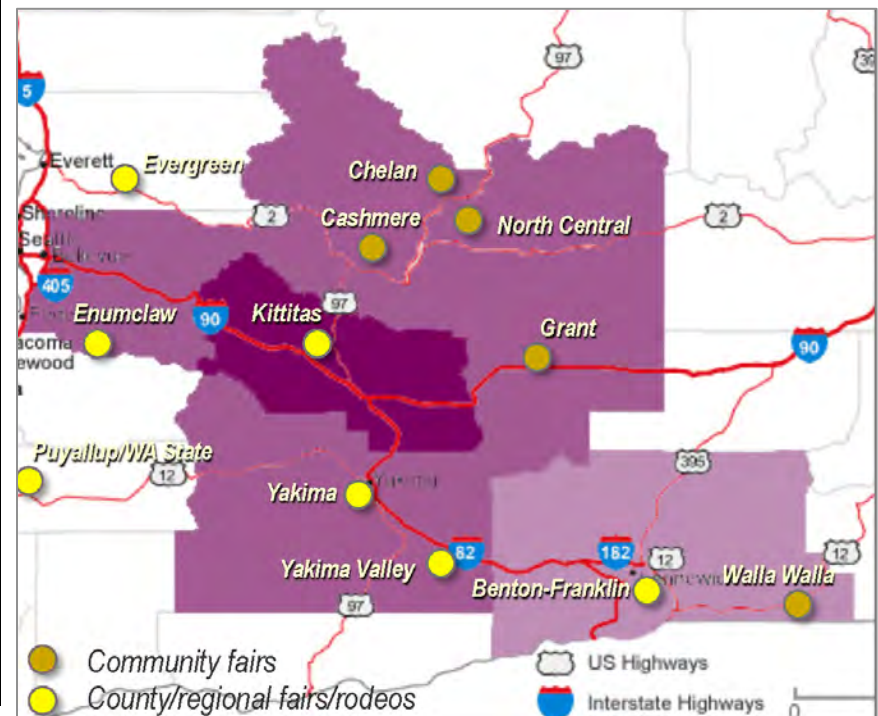 97
5
Everett
Evergreen
Chelan
Shoreline
2
Cashmere
North Central
2
405
Enumclaw
90
Kittitas
97
Grant
90
acoma
ewood
Puyallup/WA State
12
395
Yakima
82
182
12
12
Yakima Valley
Benton-Franklin
Walla Walla
97
Community fairs
US Highways
County/regional fairs/rodeos
Interstate Highways
0